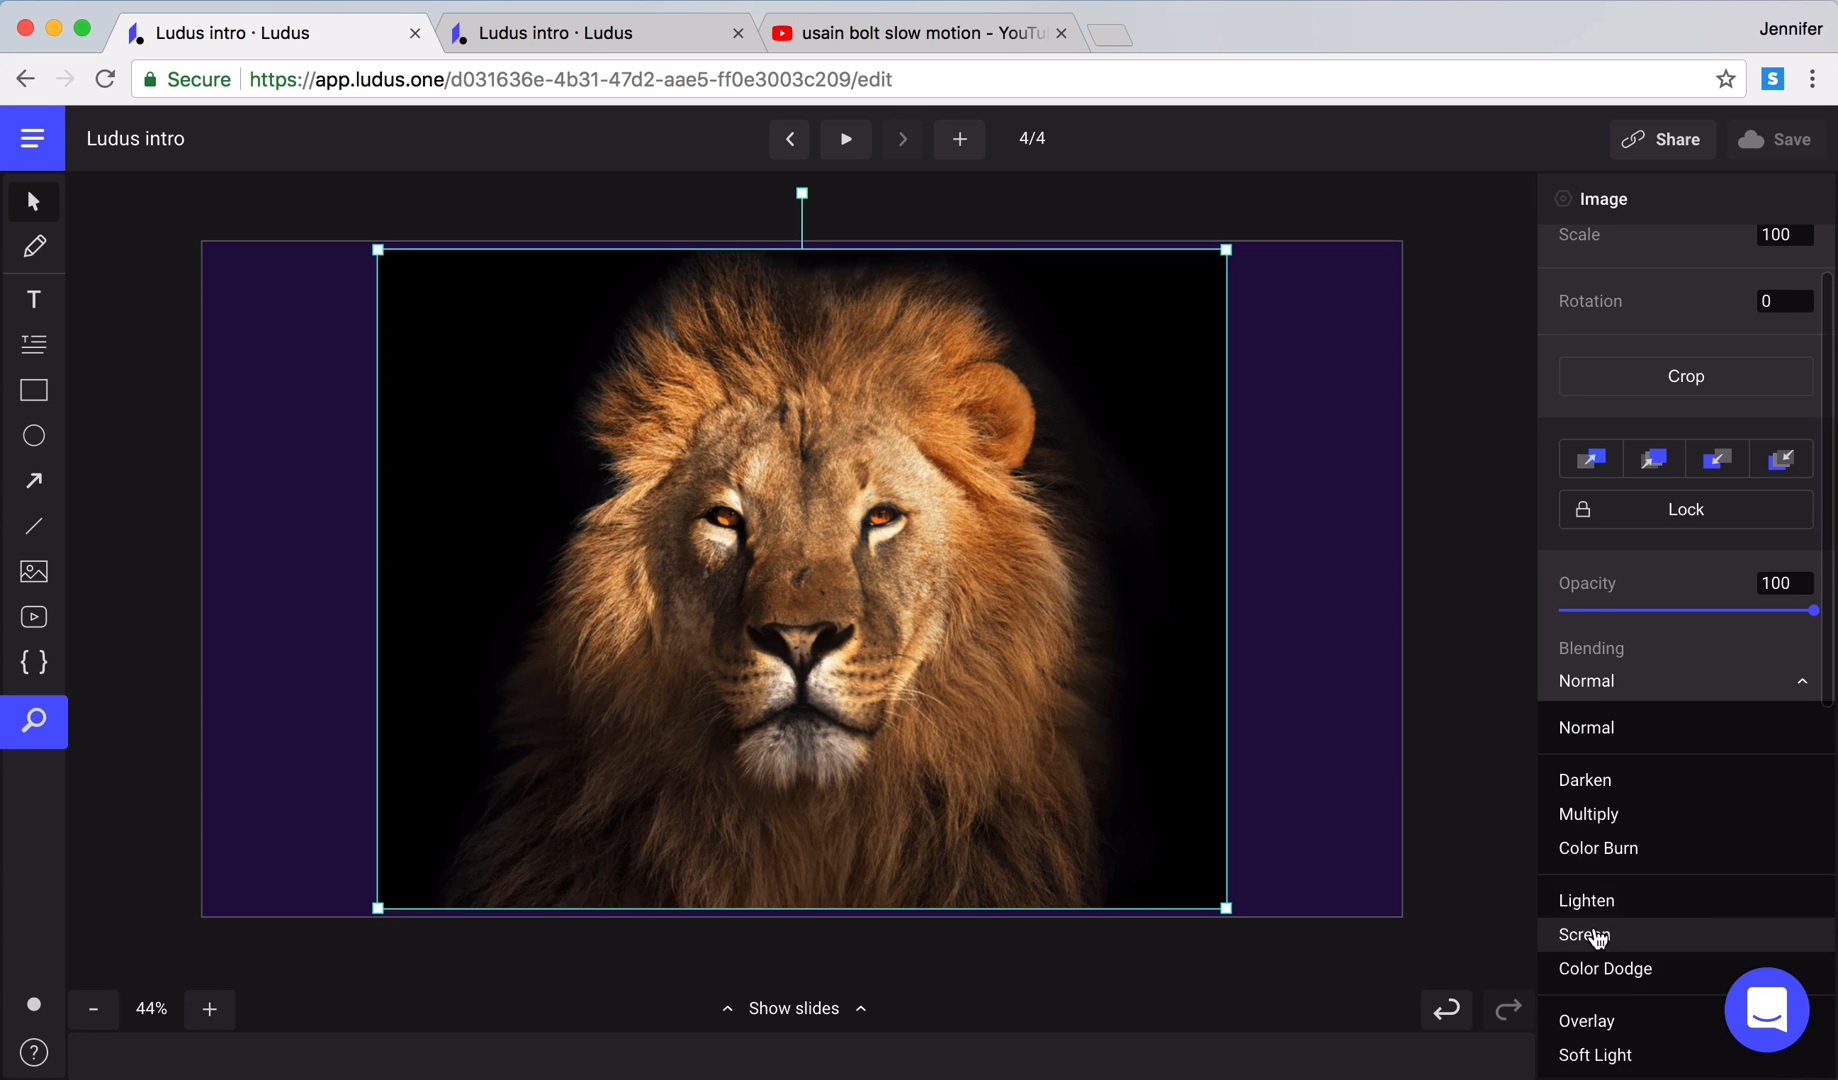 Ludus intro · Ludus
Ludus intro · Ludus
usain bolt slow motion - YouTu
Jennifer
Secure https://app.ludus.one/d031636e-4b31-47d2-aae5-ff0e3003c209/edit
S
Ludus intro
4/4
Share
Save
Image
Scale 100
Rotation 0
Crop
Lock
Opacity 100
Blending
Normal
Normal
Darken
Multiply
Color Burn
Lighten
Screen
Color Dodge
Overlay
Soft Light
T
T
{ }
- 44% +
Show slides
?